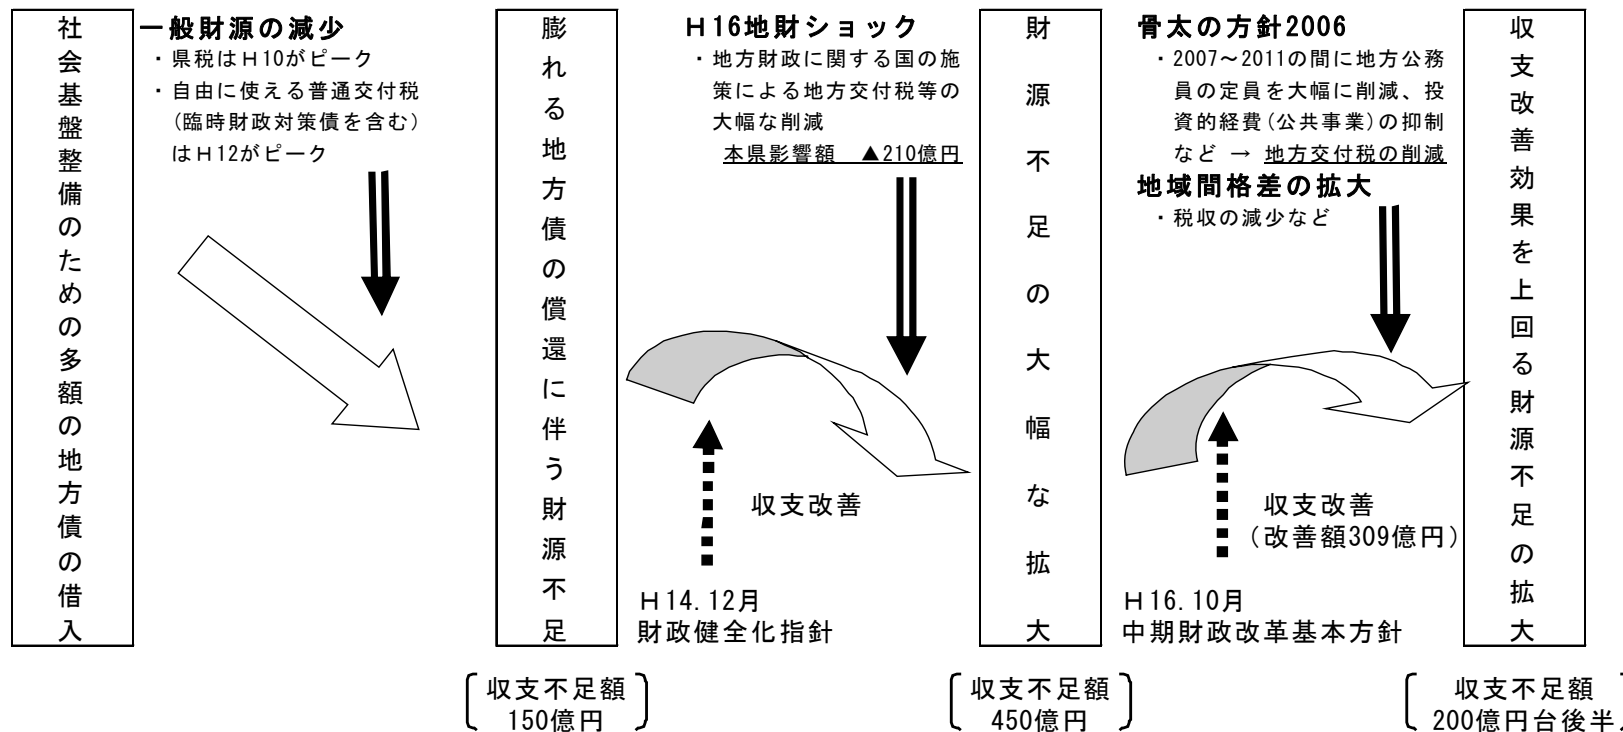 社会基盤整備のための多額の地方債の借入
一般財源の減少
・県税はH10がピーク
・自由に使える普通交付税
(臨時財政対策債を含む)
はH12がピーク
膨れる地方債の償還に伴う財源不足
H16地財ショック
・地方財政に関する国の施
策による地方交付税等の
大幅な削減
本県影響額 ▲210億円
収支改善
H14.12月
財政健全化指針
財源不足の大幅な拡大
骨太の方針2006
・2007～2011の間に地方公務
員の定員を大幅に削減、投
資的経費(公共事業)の抑制
など → 地方交付税の削減
地域間格差の拡大
・税収の減少など
収支改善
(改善額309億円)
H16.10月
中期財政改革基本方針
収支改善効果を上回る財源不足の拡大
収支不足額
150億円
収支不足額
450億円
収支不足額
200億円台後半